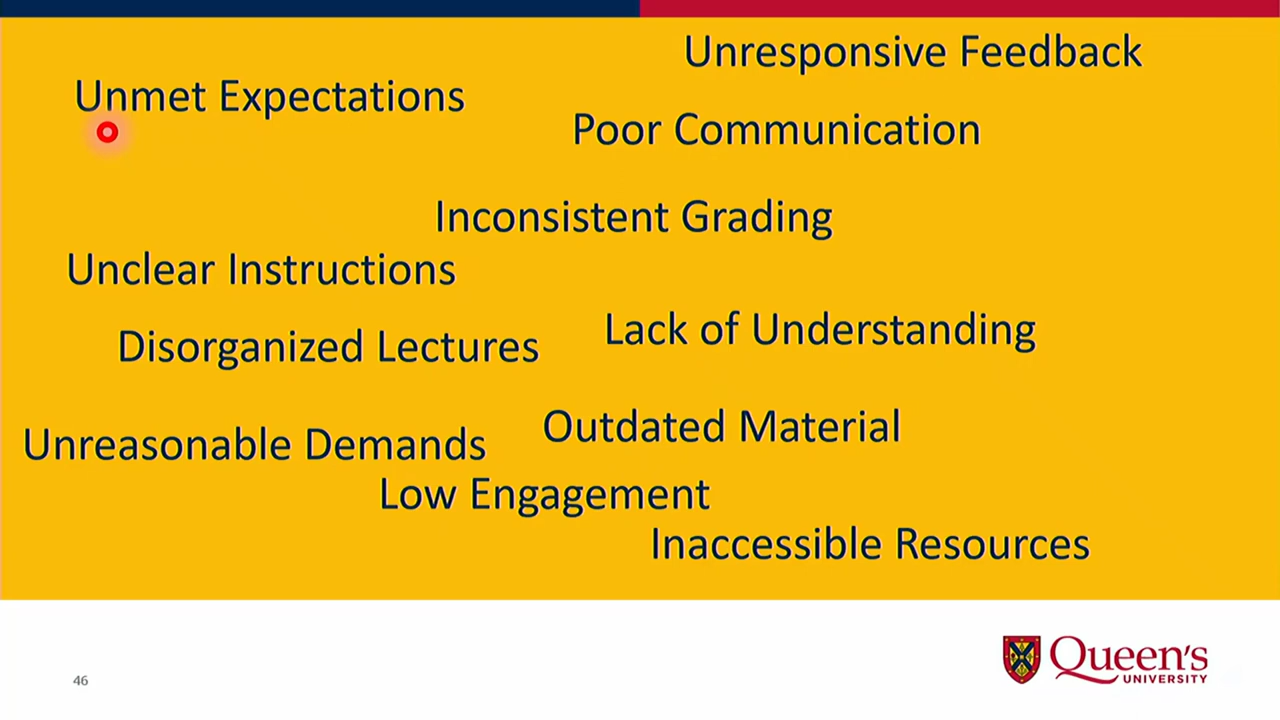 Unresponsive Feedback
Unmet Expectations
Poor Communication
Inconsistent Grading
Unclear Instructions
Lack of Understanding
Disorganized Lectures
Outdated Material
Unreasonable Demands
Low Engagement
Inaccessible Resources
46
Queen's
UNIVERSITY